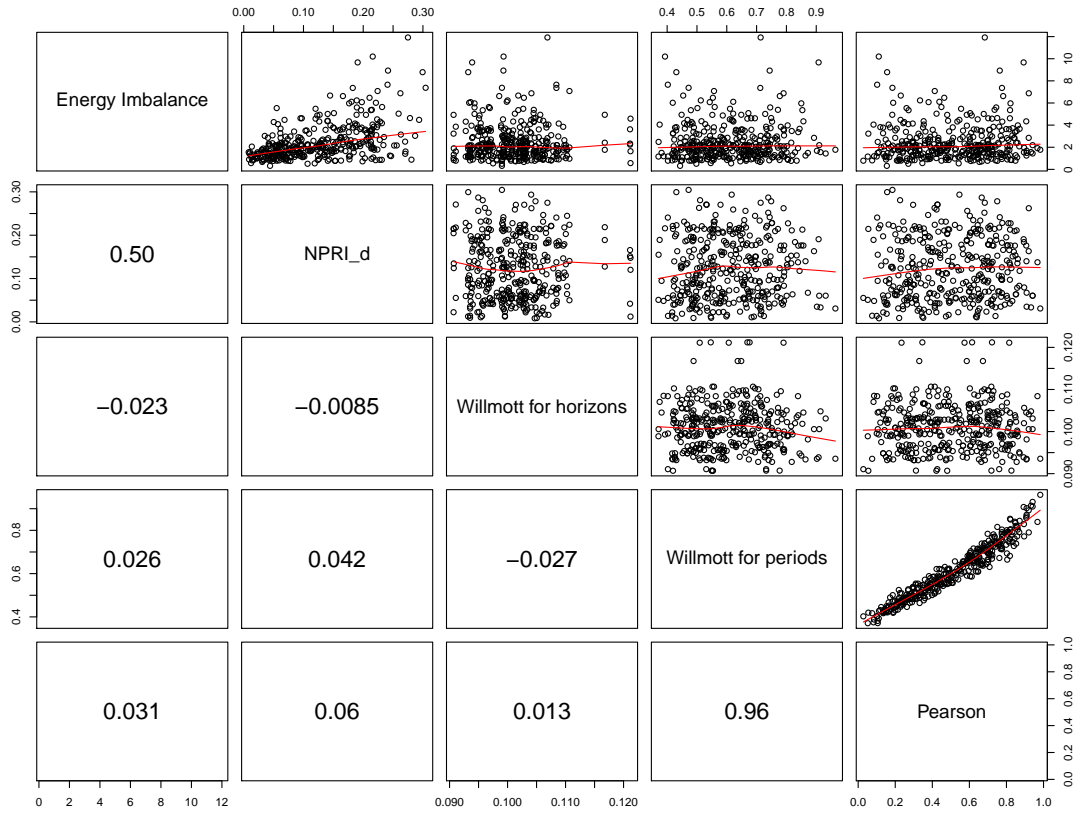 0.00 0.20 0.30 0.4 0.5 0.6 0.7 0.8 0.9
Energy Imbalance
0 2 4 6 8 10
0.00 0.10 0.20 0.30
0.50
NPRI_d
−0.023
−0.0085
Willmott for horizons
0.090 0.100 0.110 0.120
0.4 0.6 0.8
0.026
0.042
−0.027
Willmott for periods
0.031
0.06
0.013
0.96
Pearson
0.0 0.2 0.4 0.6 0.8 1.0
0 2 4 6 8 10 12 0.090 0.100 0.110 0.120 0.0 0.2 0.4 0.6 0.8 1.0